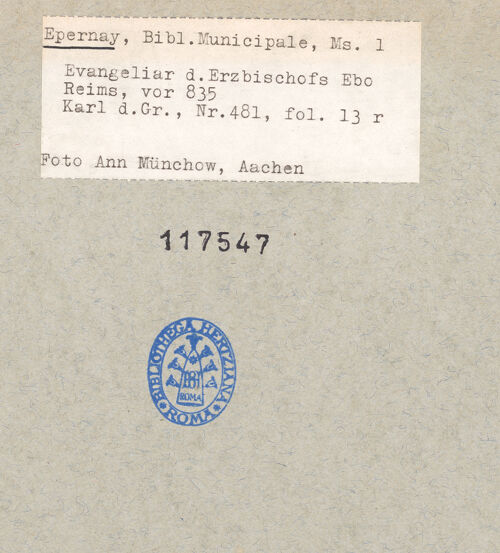 Epernay, Bibl.Municipale, Ms. 1
Evangeliar d.Erzbischofs Ebo
Reims, vor 835
Karl d.Gr., Nr.481, fol. 13 r
Foto Ann Münchow, Aachen
117547
BIBLIOTHECA HERTZIANA
ROMA
ROMA